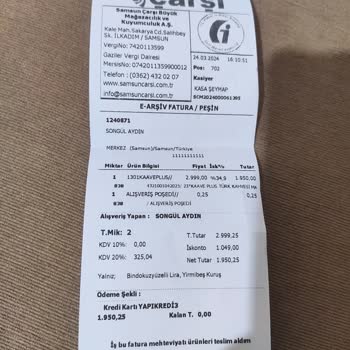 çarşı
Samsun Çarşı Büyük
Mağazacılık ve
Kuyumculuk A.Ş.
Kale Mah.Sakarya Cd.Salihbey
Sk. İLKADIM / SAMSUN
VergiNo: 7420113599
Gaziler Vergi Dairesi
MersisNo: 0742011359900012
Telefon : (0362) 432 02 07
www.samsuncarsi.com.tr
info@samsuncarsi.com.tr
24.03.2024 16:10:51
Pos: 702
Kasiyer
KASA ŞEYMAP
E-ARŞİV FATURA / PEŞİN
1240871
SONGÜL AYDIN
MERKEZ (Samsun)/Samsun/Türkiye
11111111111
Miktar Ürün Bilgisi Fiyat İsk% Tutar
1 1301KAAVEPLUS// 2.999,00 %34,9 1.950,00
1 ALIŞVERİŞ POŞEDİ// 0,25 0,25
/ ALIŞVERİŞ POŞEDİ
Alışveriş Yapan : SONGÜL AYDIN
T.Mik: 2 T.Tutar 2.999,25
KDV 10%: 0,00 İskonto 1.049,00
KDV 20%: 325,04 Net Tutar 1.950,25
Yalnız; Bindokuzyüzelli Lira, Yirmibeş Kuruş
Ödeme Şekli :
Kredi Kartı YAPIKREDİ3
1.950,25 Kalan T. 0,00
İş bu fatura mehteviyatı ürünleri teslim aldım